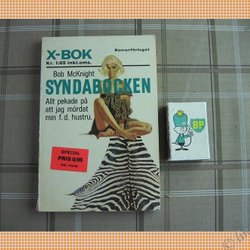 X-BOK
Kr. 1:65 inkl.oms.
Romanförlaget
Bob McKnight
SYNDABOCKEN
Allt pekade på
att jag mördat
min f.d. hustru.
SPECIAL
PRIS 0:95
BP